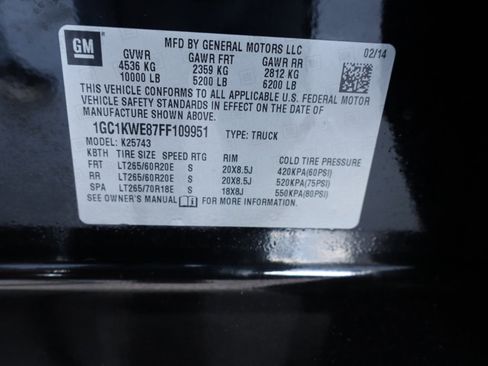 GM
MFD BY GENERAL MOTORS LLC 02/14
GVWR GAWR FRT GAWR RR
4536 KG 2359 KG 2812 KG
10000 LB 5200 LB 6200 LB
THIS VEHICLE CONFORMS TO ALL APPLICABLE U.S. FEDERAL MOTOR
VEHICLE SAFETY STANDARDS IN EFFECT ON THE DATE OF
MANUFACTURE SHOWN ABOVE.
1GC1KWE87FF109951 TYPE: TRUCK
MODEL: K25743
KBTH TIRE SIZE SPEED RTG RIM COLD TIRE PRESSURE
FRT LT265/60R20E S 20X8.5J 420KPA(60PSI)
RR LT265/60R20E S 20X8.5J 520KPA(75PSI)
SPA LT265/70R18E S 18X8J 550KPA(80PSI)
SEE OWNER'S MANUAL FOR MORE INFORMATION.